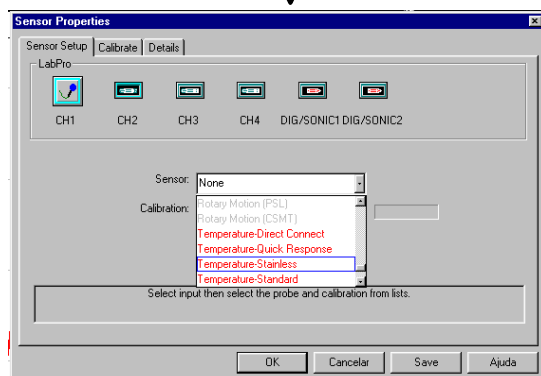 Sensor Properties
Sensor Setup Calibrate Details
LabPro
CH1 CH2 CH3 CH4 DIG/SONIC1 DIG/SONIC2
Sensor: None
Calibration:
Rotary Motion (PSL)
Rotary Motion (CSMT)
Temperature-Direct Connect
Temperature-Quick Response
Temperature-Stainless
Temperature-Standard
Select input then select the probe and calibration from lists.
OK Cancelar Save Ajuda